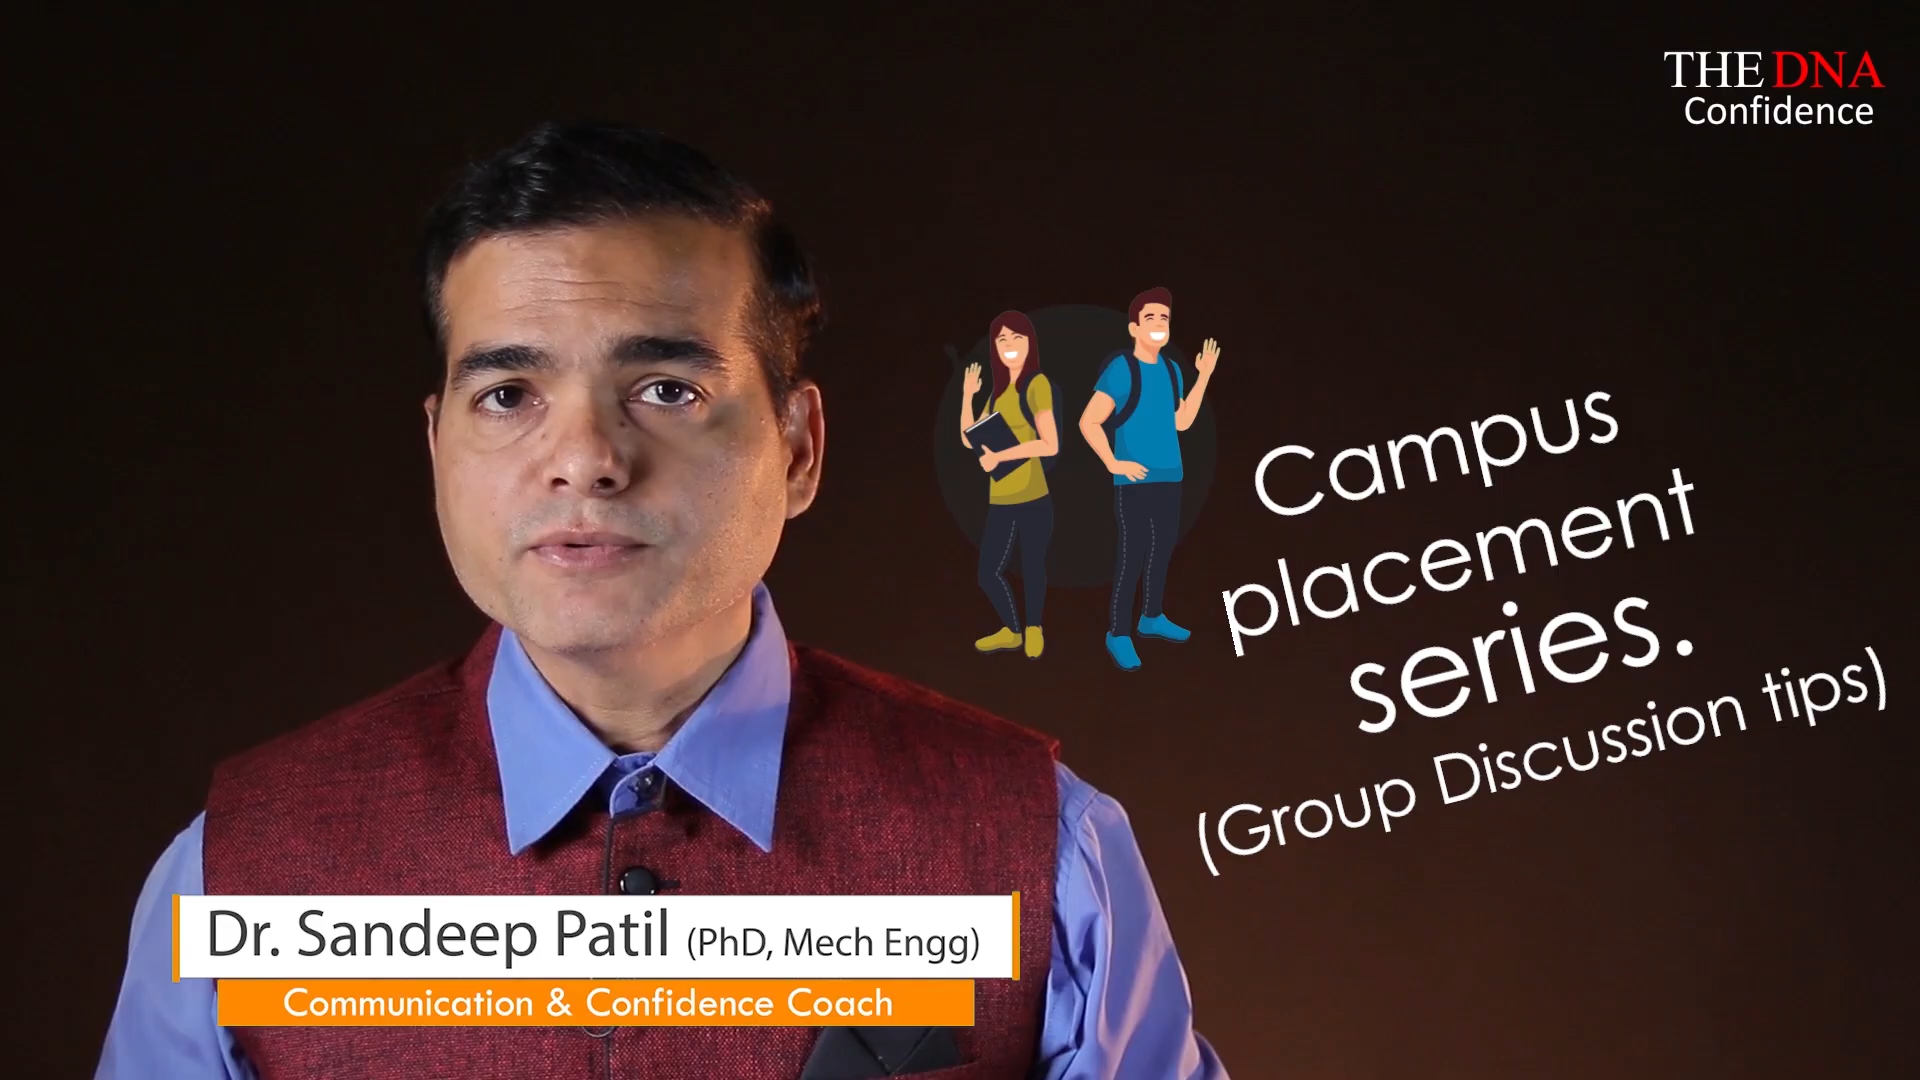 THE DNA
Confidence
Campus
placement
series.
(Group Discussion tips)
Dr. Sandeep Patil (PhD, Mech Engg)
Communication & Confidence Coach